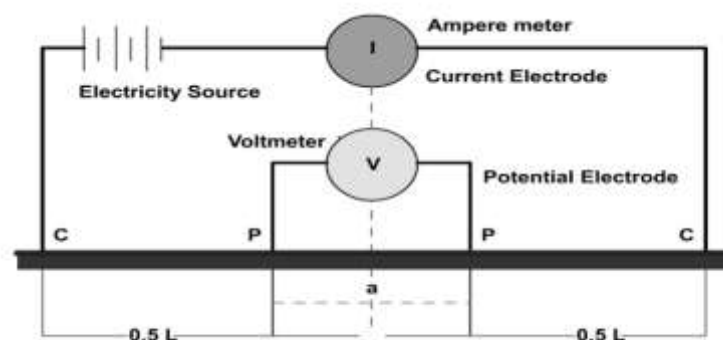 Ampere meter
I
Current Electrode
Electricity Source
Voltmeter
V
Potential Electrode
C P P C
a
0.5 L 0.5 L